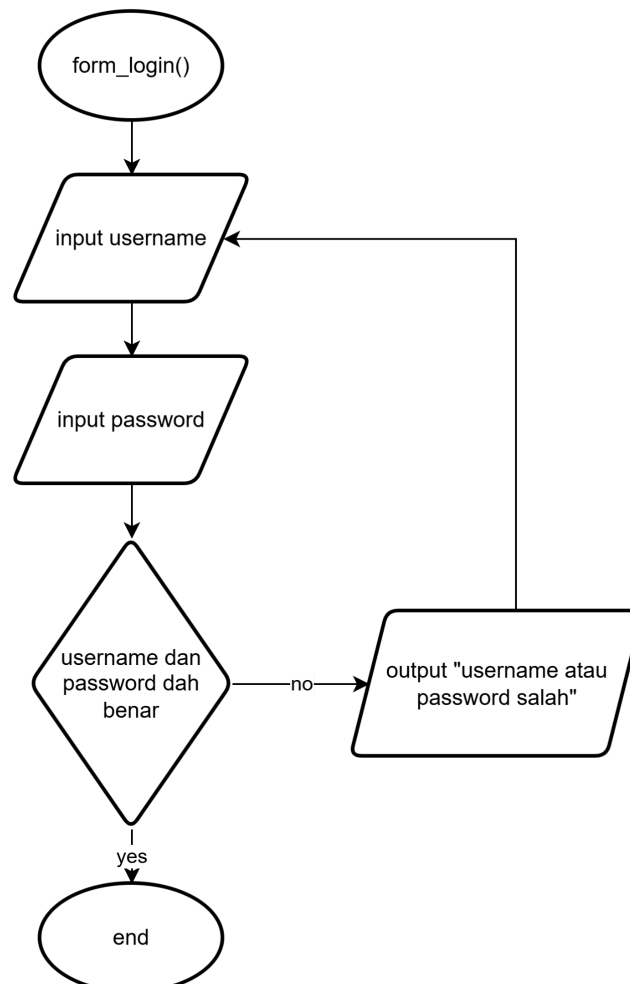 form_login()
input username
input password
username dan
password dah
benar
no
output "username atau
password salah"
yes
end